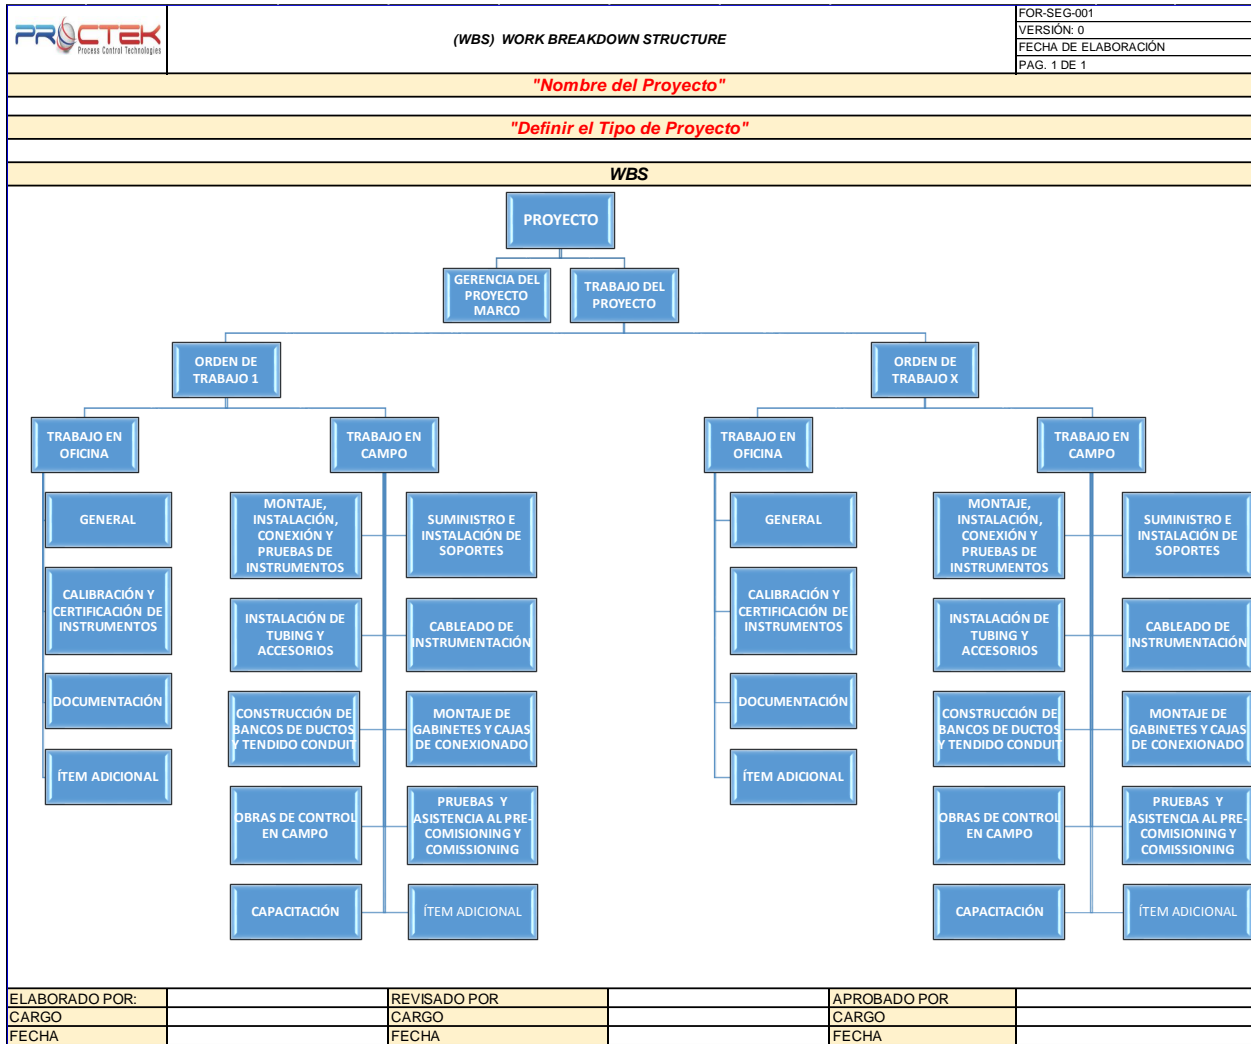 PROCTEK
Process Control Technologies
(WBS) WORK BREAKDOWN STRUCTURE
FOR-SEG-001
VERSIÓN: 0
FECHA DE ELABORACIÓN
PAG. 1 DE 1
"Nombre del Proyecto"
"Definir el Tipo de Proyecto"
WBS
PROYECTO
GERENCIA DEL
PROYECTO
MARCO
TRABAJO DEL
PROYECTO
ORDEN DE
TRABAJO 1
ORDEN DE
TRABAJO X
TRABAJO EN
OFICINA
TRABAJO EN
CAMPO
TRABAJO EN
OFICINA
TRABAJO EN
CAMPO
GENERAL
CALIBRACIÓN Y
CERTIFICACIÓN DE
INSTRUMENTOS
DOCUMENTACIÓN
ÍTEM ADICIONAL
MONTAJE,
INSTALACIÓN,
CONEXIÓN Y
PRUEBAS DE
INSTRUMENTOS
SUMINISTRO E
INSTALACIÓN DE
SOPORTES
INSTALACIÓN DE
TUBING Y
ACCESORIOS
CABLEADO DE
INSTRUMENTACIÓN
CONSTRUCCIÓN DE
BANCOS DE DUCTOS
Y TENDIDO CONDUIT
MONTAJE DE
GABINETES Y CAJAS
DE CONEXIONADO
OBRAS DE CONTROL
EN CAMPO
PRUEBAS Y
ASISTENCIA AL PRE-
COMISIONING Y
COMISSIONING
CAPACITACIÓN
ÍTEM ADICIONAL
GENERAL
CALIBRACIÓN Y
CERTIFICACIÓN DE
INSTRUMENTOS
DOCUMENTACIÓN
ÍTEM ADICIONAL
MONTAJE,
INSTALACIÓN,
CONEXIÓN Y
PRUEBAS DE
INSTRUMENTOS
SUMINISTRO E
INSTALACIÓN DE
SOPORTES
INSTALACIÓN DE
TUBING Y
ACCESORIOS
CABLEADO DE
INSTRUMENTACIÓN
CONSTRUCCIÓN DE
BANCOS DE DUCTOS
Y TENDIDO CONDUIT
MONTAJE DE
GABINETES Y CAJAS
DE CONEXIONADO
OBRAS DE CONTROL
EN CAMPO
PRUEBAS Y
ASISTENCIA AL PRE-
COMISIONING Y
COMISSIONING
CAPACITACIÓN
ÍTEM ADICIONAL
ELABORADO POR:
REVISADO POR
APROBADO POR
CARGO
CARGO
CARGO
FECHA
FECHA
FECHA